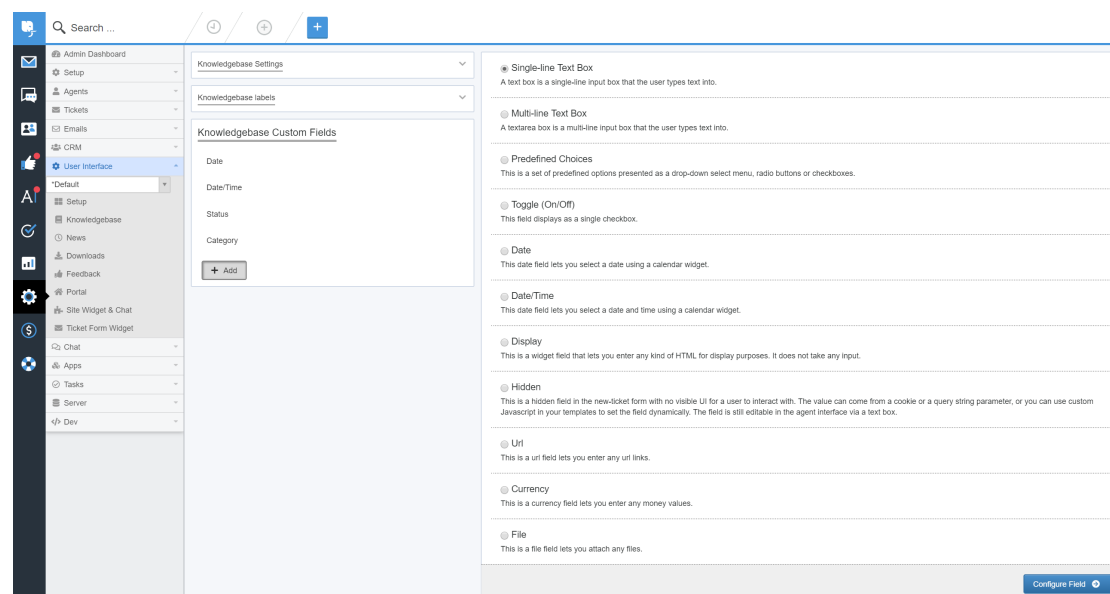 Search ...
+
Admin Dashboard
Setup
Agents
Tickets
Emails
CRM
User Interface
*Default
Setup
Knowledgebase
News
Downloads
Feedback
Portal
Site Widget & Chat
Ticket Form Widget
Chat
Apps
Tasks
Server
</> Dev
Knowledgebase Settings
Knowledgebase labels
Knowledgebase Custom Fields
Date
Date/Time
Status
Category
+ Add
Single-line Text Box
A text box is a single-line input box that the user types text into.
Multi-line Text Box
A textarea box is a multi-line input box that the user types text into.
Predefined Choices
This is a set of predefined options presented as a drop-down select menu, radio buttons or checkboxes.
Toggle (On/Off)
This field displays as a single checkbox.
Date
This date field lets you select a date using a calendar widget.
Date/Time
This date field lets you select a date and time using a calendar widget.
Display
This is a widget field that lets you enter any kind of HTML for display purposes. It does not take any input.
Hidden
This is a hidden field in the new-ticket form with no visible UI for a user to interact with. The value can come from a cookie or a query string parameter, or you can use custom
Javascript in your templates to set the field dynamically. The field is still editable in the agent interface via a text box.
Url
This is a url field lets you enter any url links.
Currency
This is a currency field lets you enter any money values.
File
This is a file field lets you attach any files.
Configure Field